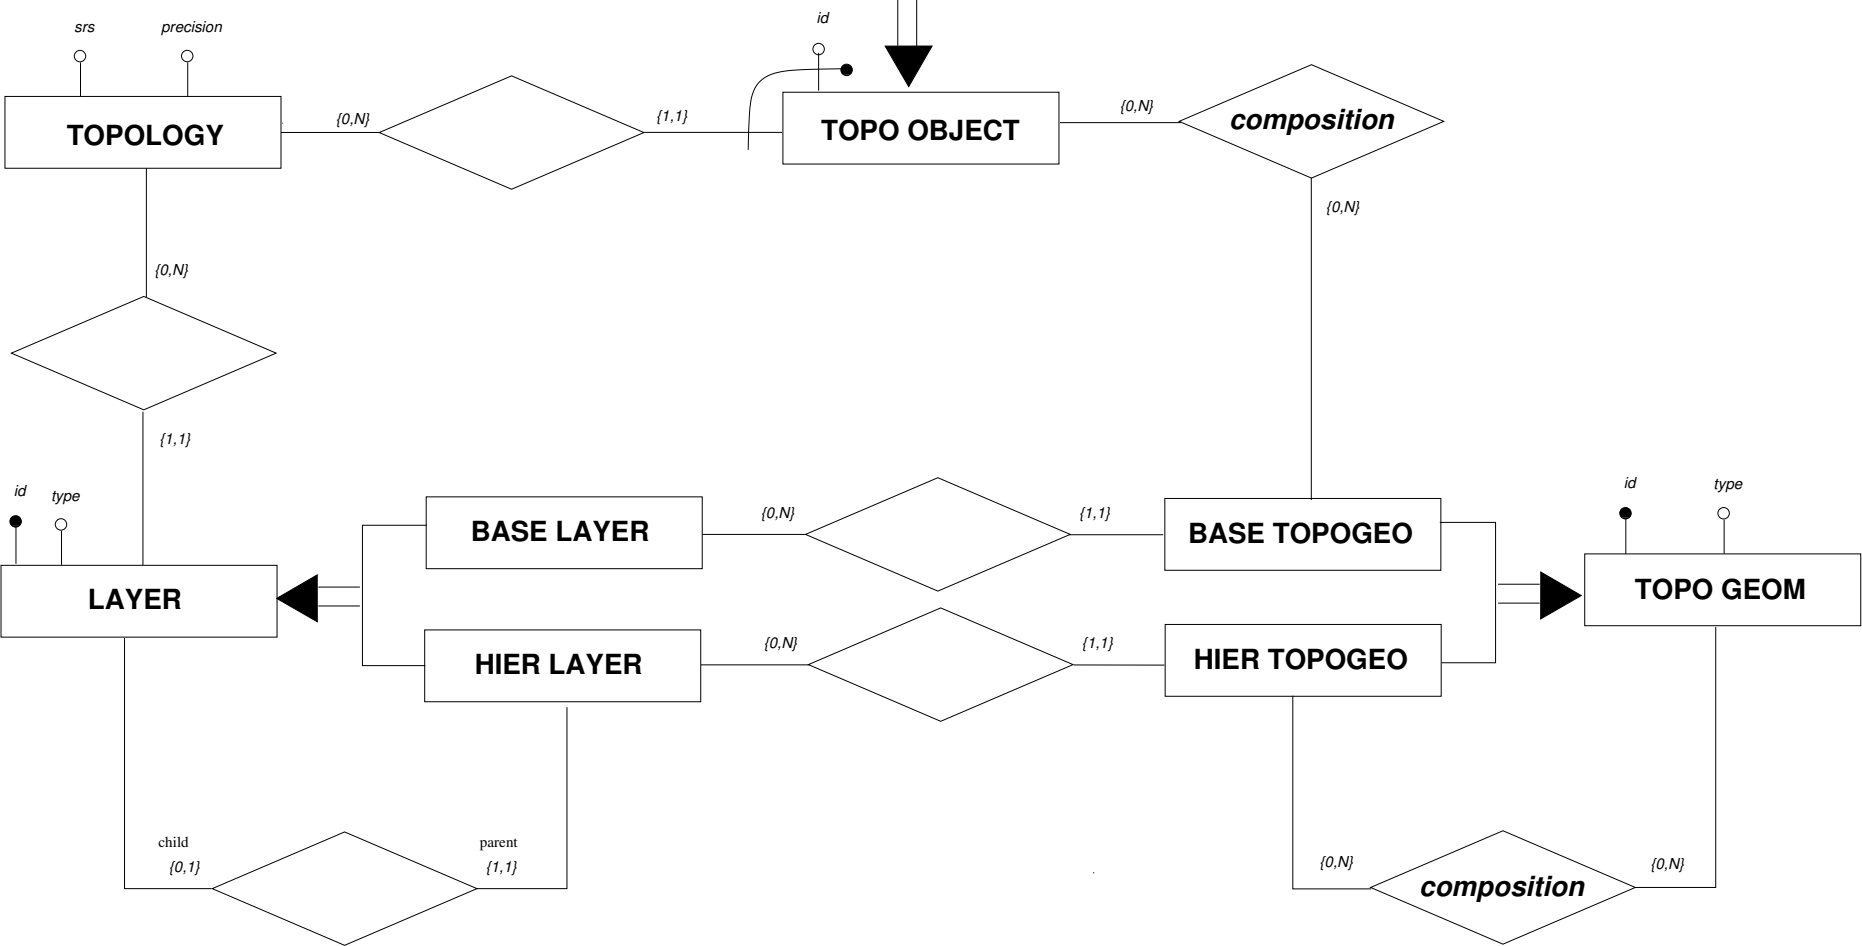 srs
precision
id
TOPOLOGY
{0,N}
{1,1}
TOPO OBJECT
{0,N}
composition
{0,N}
{0,N}
{1,1}
id
type
LAYER
BASE LAYER
{0,N}
{1,1}
BASE TOPOGEO
id
type
TOPO GEOM
HIER LAYER
{0,N}
{1,1}
HIER TOPOGEO
child
{0,1}
parent
{1,1}
{0,N}
composition
{0,N}